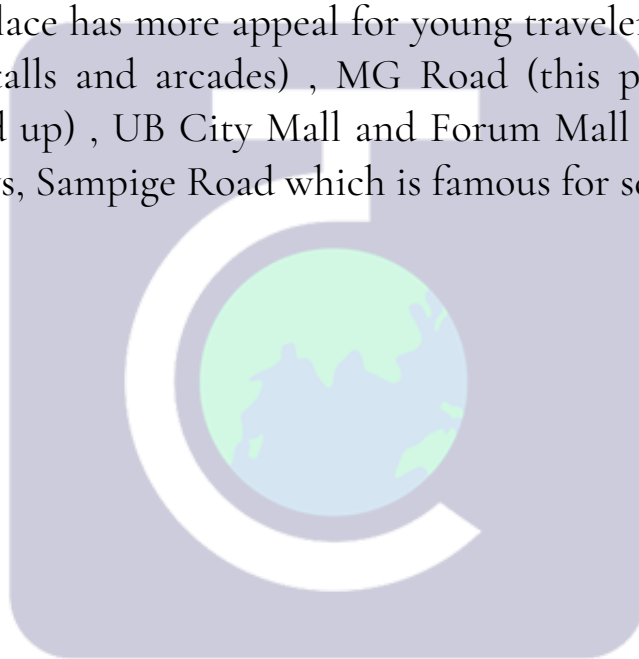 lace has more appeal for young traveler
alls and arcades) , MG Road (this p
d up) , UB City Mall and Forum Mall
s, Sampige Road which is famous for s